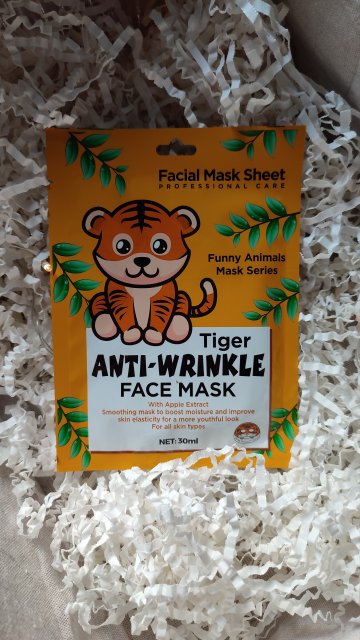 Facial Mask Sheet
PROFESSIONAL CARE
Funny Animals
Mask Series
Tiger
ANTI-WRINKLE
FACE MASK
With Apple Extract
Smoothing mask to boost moisture and improve
skin elasticity for a more youthful look
For all skin types
NET: 30ml